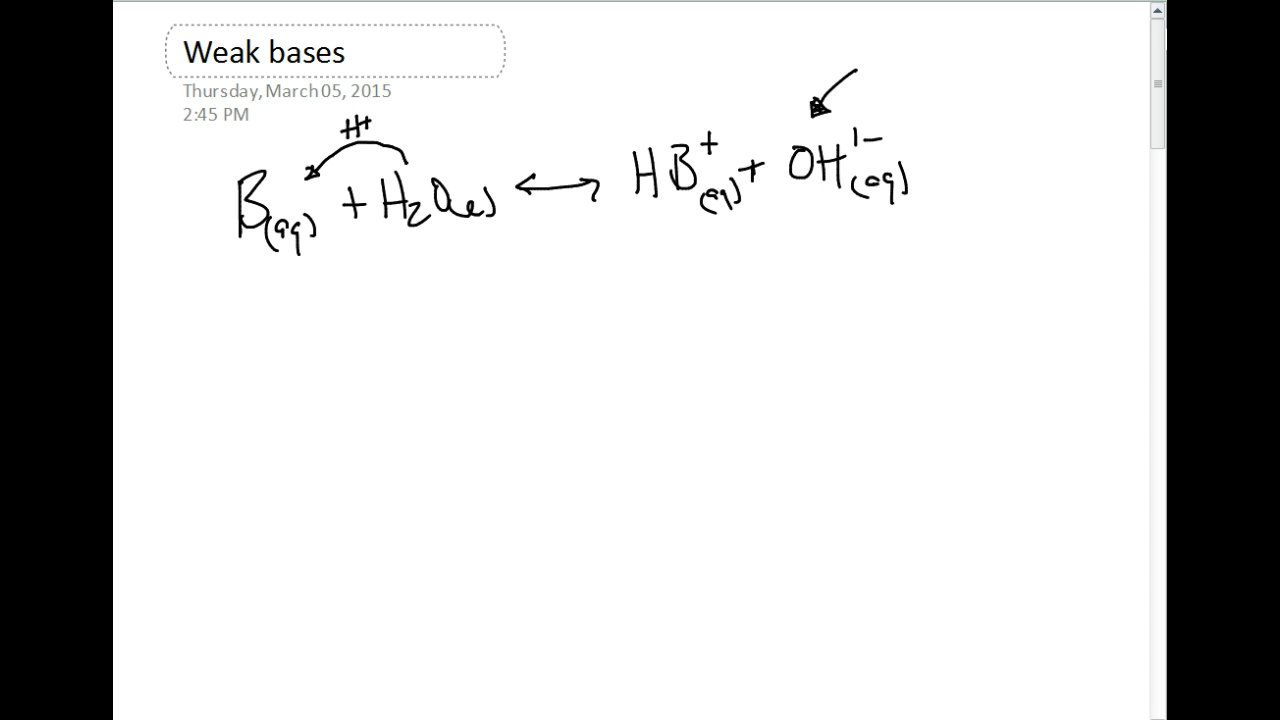 Weak bases
Thursday, March 05, 2015
2:45 PM
H+
B(aq) + H2O(l) ↔ HB+(aq) + OH1-(aq)